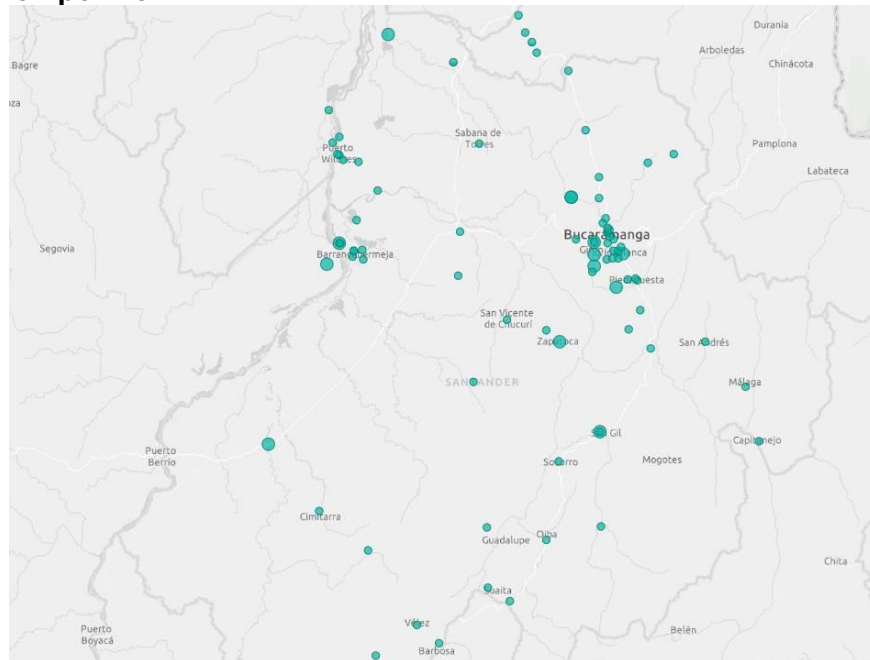 Durania
Arboledas
Bagre
Chinácota
Sabana de
Torres
Puerto
Pamplona
Labateca
Bucaramanga
Segovia
Barrancabermeja
Piedecuesta
San Vicente
de Chucurí
Zapatoca
San Andrés
SANTANDER
Málaga
Gil
Capitanejo
Puerto
Berrío
Socorro
Mogotes
Cimitarra
Guadalupe
Oiba
Chita
Vélez
Puerto
Boyacá
Belén
Barbosa